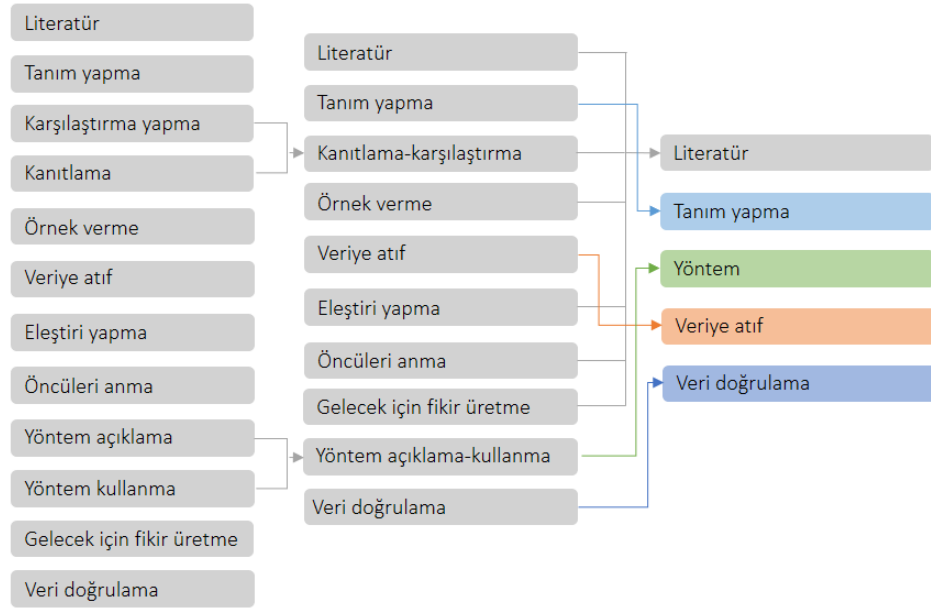 Literatür
Tanım yapma
Karşılaştırma yapma
Kanıtlama
Örnek verme
Veriye atıf
Eleştiri yapma
Öncüleri anma
Yöntem açıklama
Yöntem kullanma
Gelecek için fikir üretme
Veri doğrulama
Literatür
Tanım yapma
Kanıtlama-karşılaştırma
Örnek verme
Veriye atıf
Eleştiri yapma
Öncüleri anma
Gelecek için fikir üretme
Yöntem açıklama-kullanma
Veri doğrulama
Literatür
Tanım yapma
Yöntem
Veriye atıf
Veri doğrulama